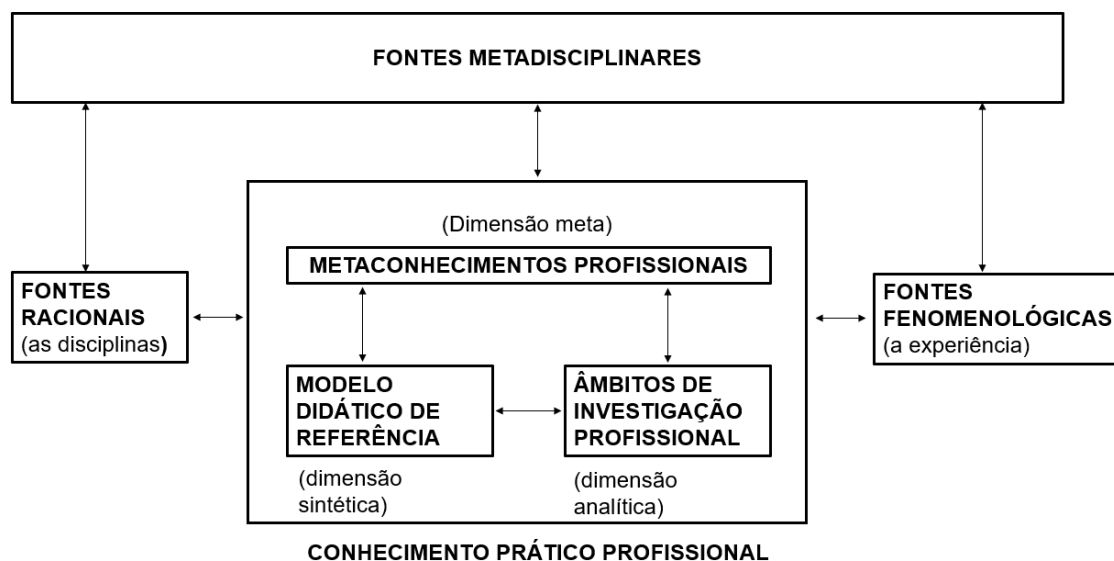 FONTES METADISCIPLINARES
(Dimensão meta)
METACONHECIMENTOS PROFISSIONAIS
FONTES
RACIONAIS
(as disciplinas)
FONTES
FENOMENOLÓGICAS
(a experiência)
MODELO
DIDÁTICO DE
REFERÊNCIA
ÂMBITOS DE
INVESTIGAÇÃO
PROFISSIONAL
(dimensão
sintética)
(dimensão
analítica)
CONHECIMENTO PRÁTICO PROFISSIONAL